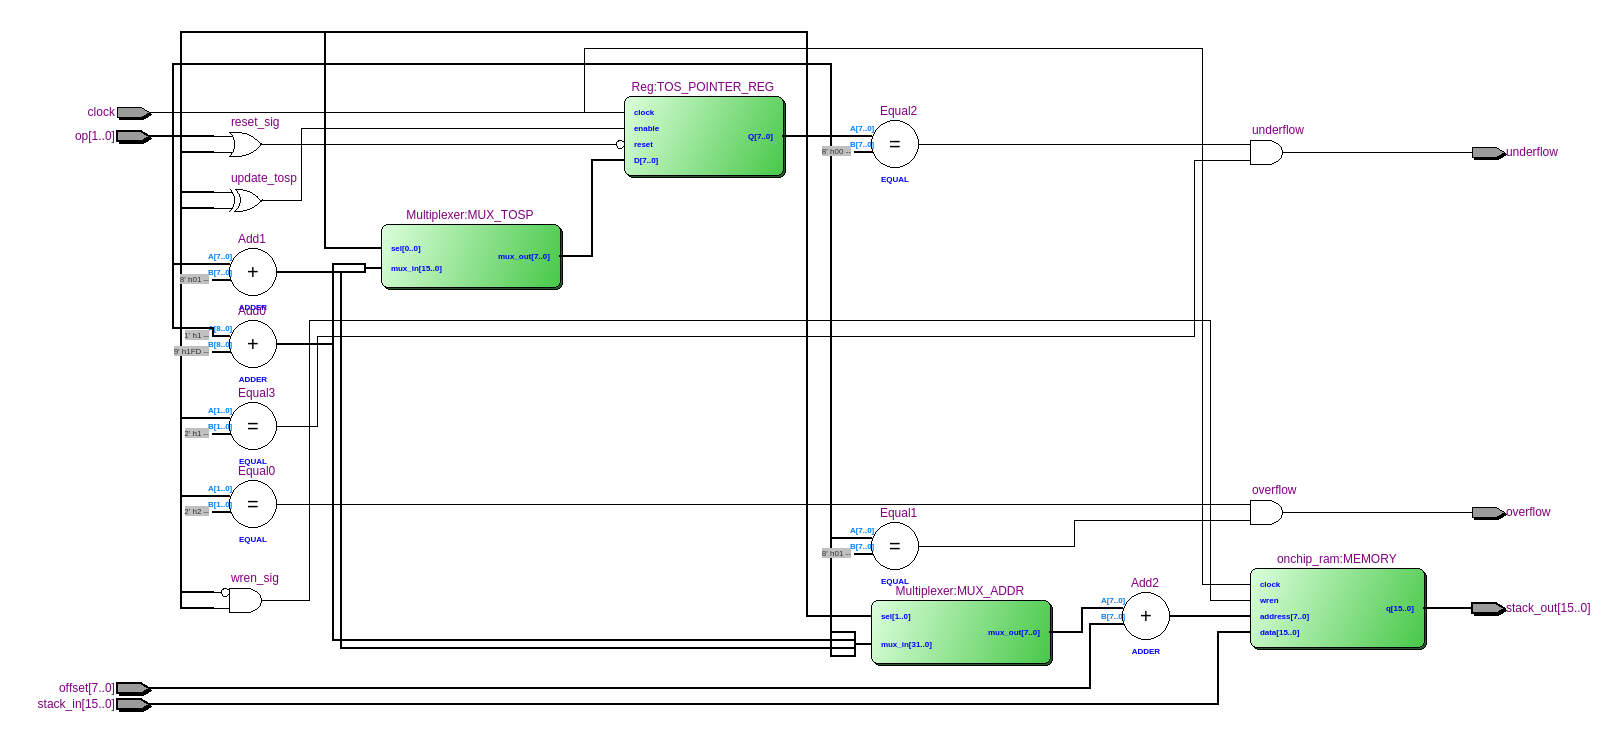 Reg:TOS_POINTER_REG
clock
op[1..0]
reset_sig
clock
enable
reset
D[7..0]
Q[7..0]
Equal2
A[7..0]
B[7..0]
8' h00 --
=
EQUAL
underflow
underflow
update_tosp
Multiplexer:MUX_TOSP
sel[0..0]
mux_in[15..0]
mux_out[7..0]
Add1
A[7..0]
B[7..0]
8' h01 --
+
ADDER
Add0
A[8..0]
1' h1 --
B[8..0]
9' h1FD --
+
ADDER
Equal3
A[1..0]
B[1..0]
2' h1 --
=
EQUAL
Equal0
A[1..0]
B[1..0]
2' h2 --
=
EQUAL
wren_sig
Equal1
A[7..0]
B[7..0]
8' h01 --
=
EQUAL
overflow
overflow
Multiplexer:MUX_ADDR
sel[1..0]
mux_in[31..0]
mux_out[7..0]
Add2
A[7..0]
B[7..0]
+
ADDER
onchip_ram:MEMORY
clock
wren
address[7..0]
data[15..0]
q[15..0]
stack_out[15..0]
offset[7..0]
stack_in[15..0]